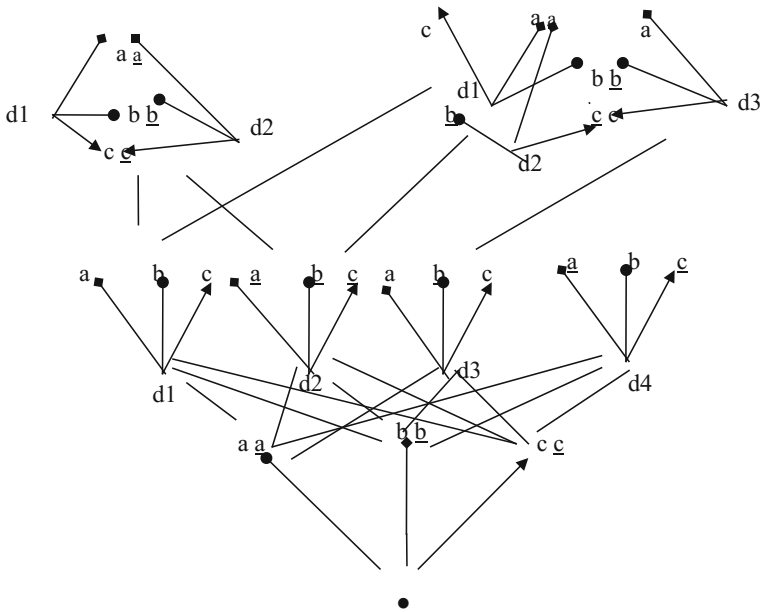 c a a a
a a
d1 b b
b b d1 b d3
c c
d2 c c
d2
a b c a b c a b c a b c
d1 d2 d3 d4
a a b b c c